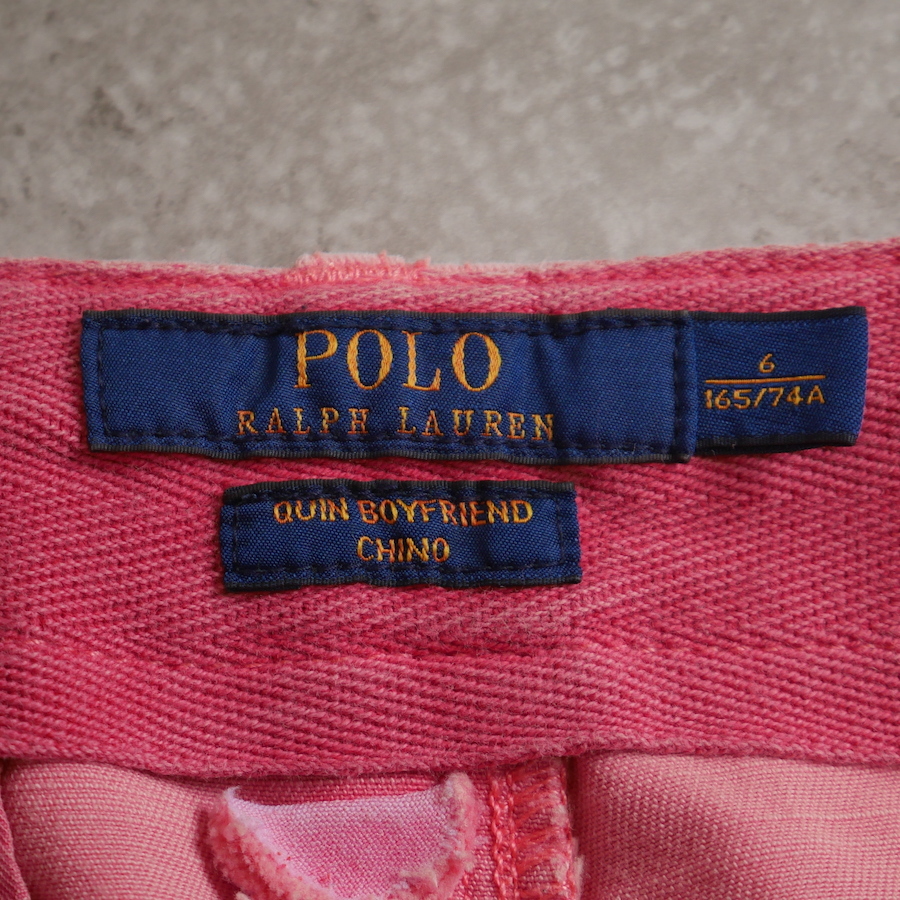 POLO
RALPH LAUREN
6
165/74A
QUIN BOYFRIEND
CHINO